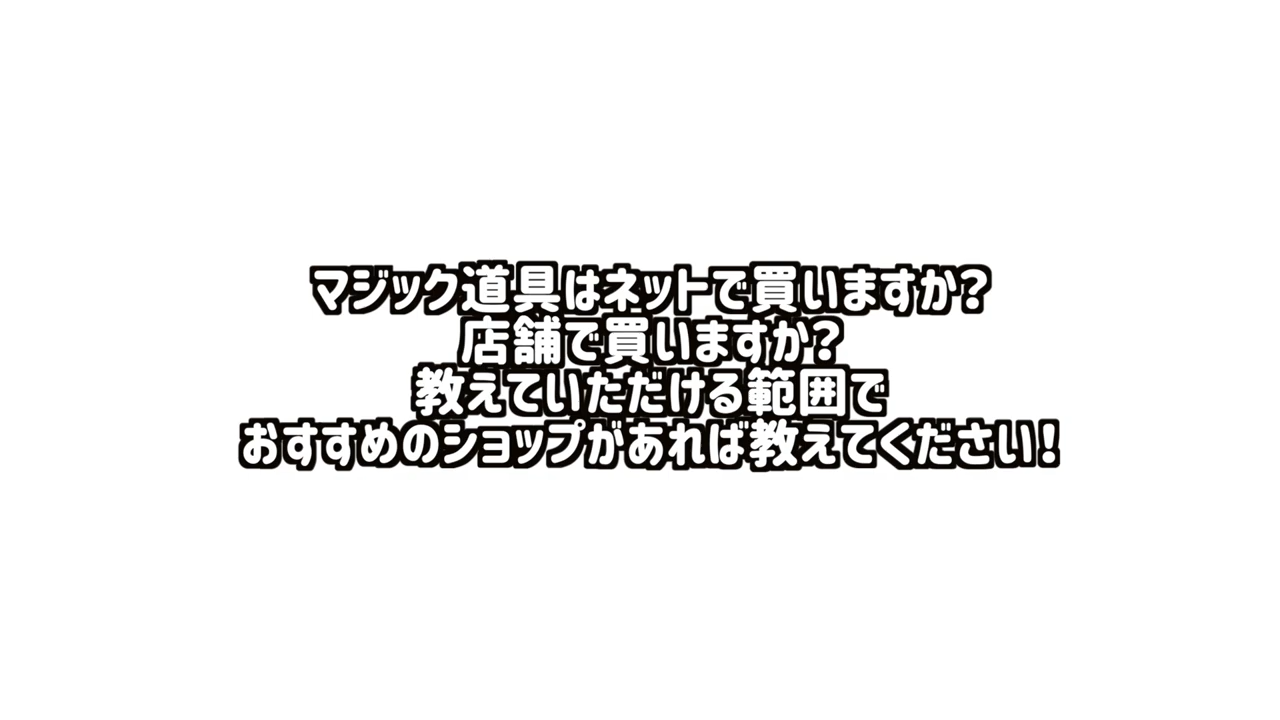 マジック道具はネットで買いますか?
店舗で買いますか?
教えていただける範囲で
おすすめのショップがあれば教えてください!